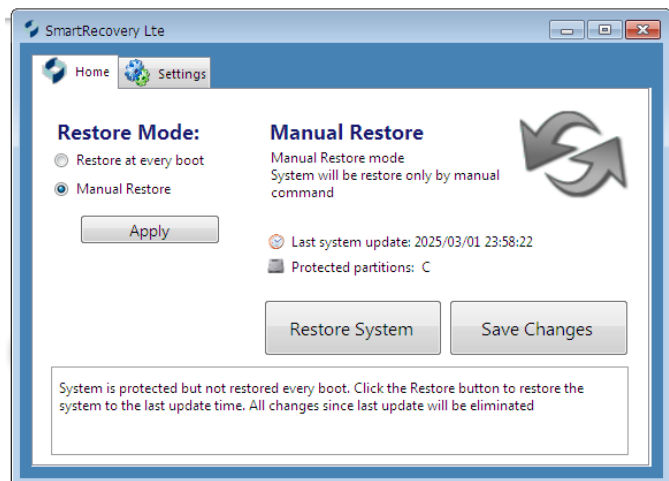 SmartRecovery Lte
Home
Settings
Restore Mode:
Restore at every boot
Manual Restore
Apply
Manual Restore
Manual Restore mode
System will be restore only by manual
command
Last system update: 2025/03/01 23:58:22
Protected partitions: C
Restore System
Save Changes
System is protected but not restored every boot. Click the Restore button to restore the
system to the last update time. All changes since last update will be eliminated